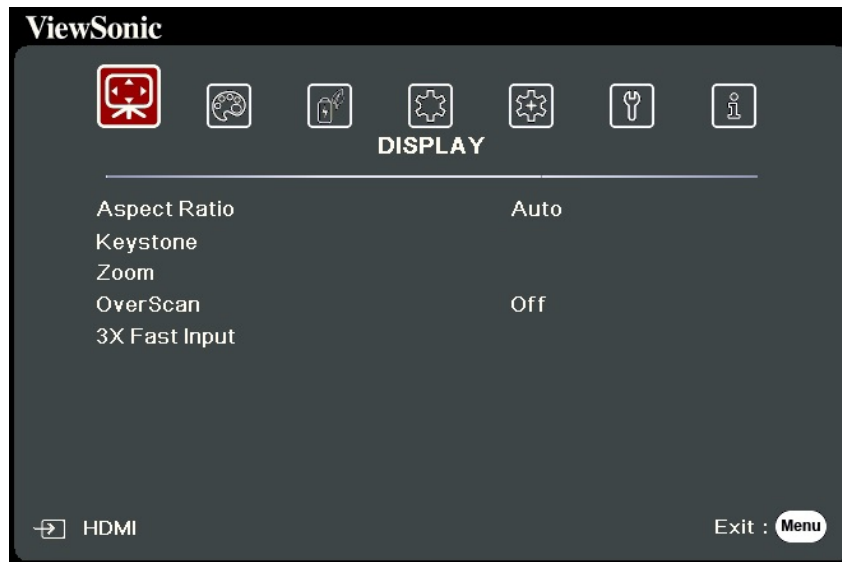 ViewSonic
DISPLAY
Aspect Ratio Auto
Keystone
Zoom
OverScan Off
3X Fast Input
HDMI Exit : Menu